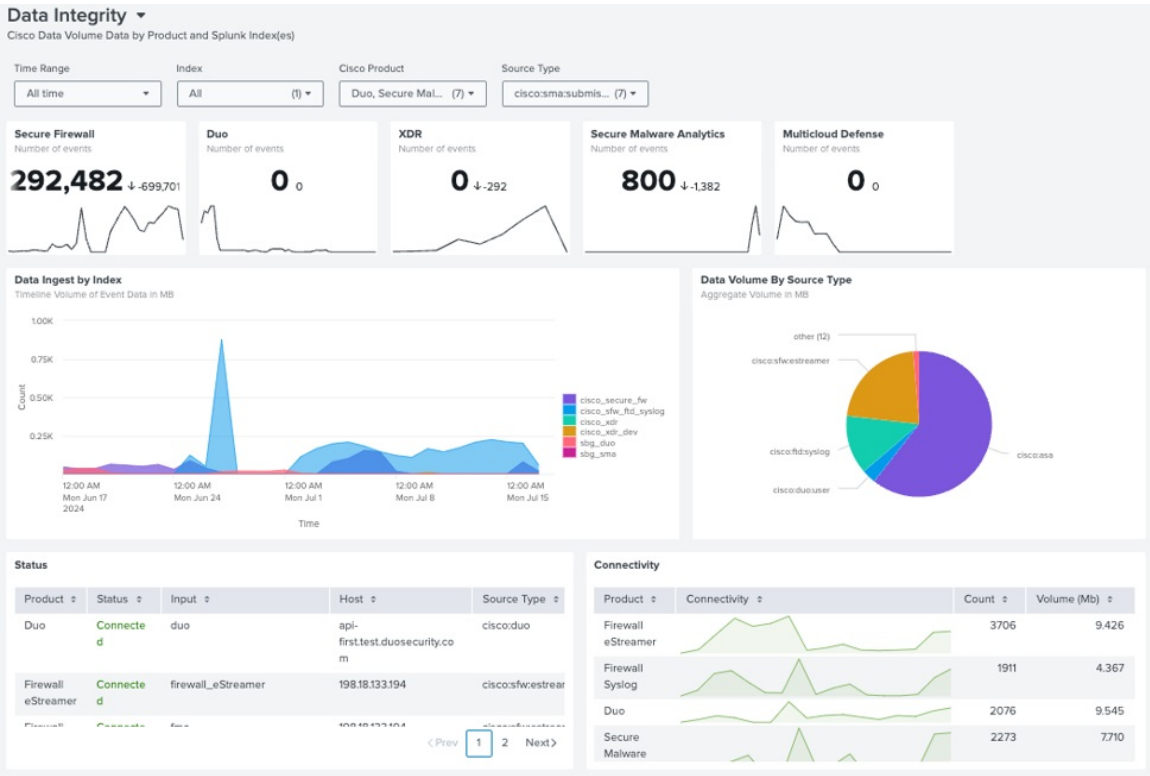 Data Integrity
Cisco Data Volume Data by Product and Splunk Index(es)
Time Range
Index
Cisco Product
Source Type
All time
All (1)
Duo, Secure Mal... (7)
cisco:sma:submis... (7)
Secure Firewall
Number of events
292,482 ↓ -699,701
Duo
Number of events
0 0
XDR
Number of events
0 ↓ -292
Secure Malware Analytics
Number of events
800 ↓ -1,382
Multicloud Defense
Number of events
0 0
Data Ingest by Index
Timeline Volume of Event Data in MB
1.00K
0.75K
0.50K
0.25K
Count
12:00 AM
Mon Jun 17
2024
12:00 AM
Mon Jun 24
12:00 AM
Mon Jul 1
12:00 AM
Mon Jul 8
12:00 AM
Mon Jul 15
Time
cisco_secure_fw
cisco_sfw_ftd_syslog
cisco_xdr
cisco_xdr_dev
sbg_duo
sbg_sma
Data Volume By Source Type
Aggregate Volume in MB
other (12)
cisco:sfw:estreamer
cisco:ftd:syslog
cisco:duo:user
cisco:asa
Status
Product Status Input Host Source Type
Duo Connecte duo api- cisco:duo
d first.test.duosecurity.co
m
Firewall Connecte firewall_eStreamer 198.18.133.194 cisco:sfw:estrear
eStreamer d
Firewall Connecte fmc 198.18.133.194
< Prev 1 2 Next >
Connectivity
Product Connectivity Count Volume (Mb)
Firewall 3706 9.426
eStreamer
Firewall 1911 4.367
Syslog
Duo 2076 9.545
Secure 2273 7.710
Malware